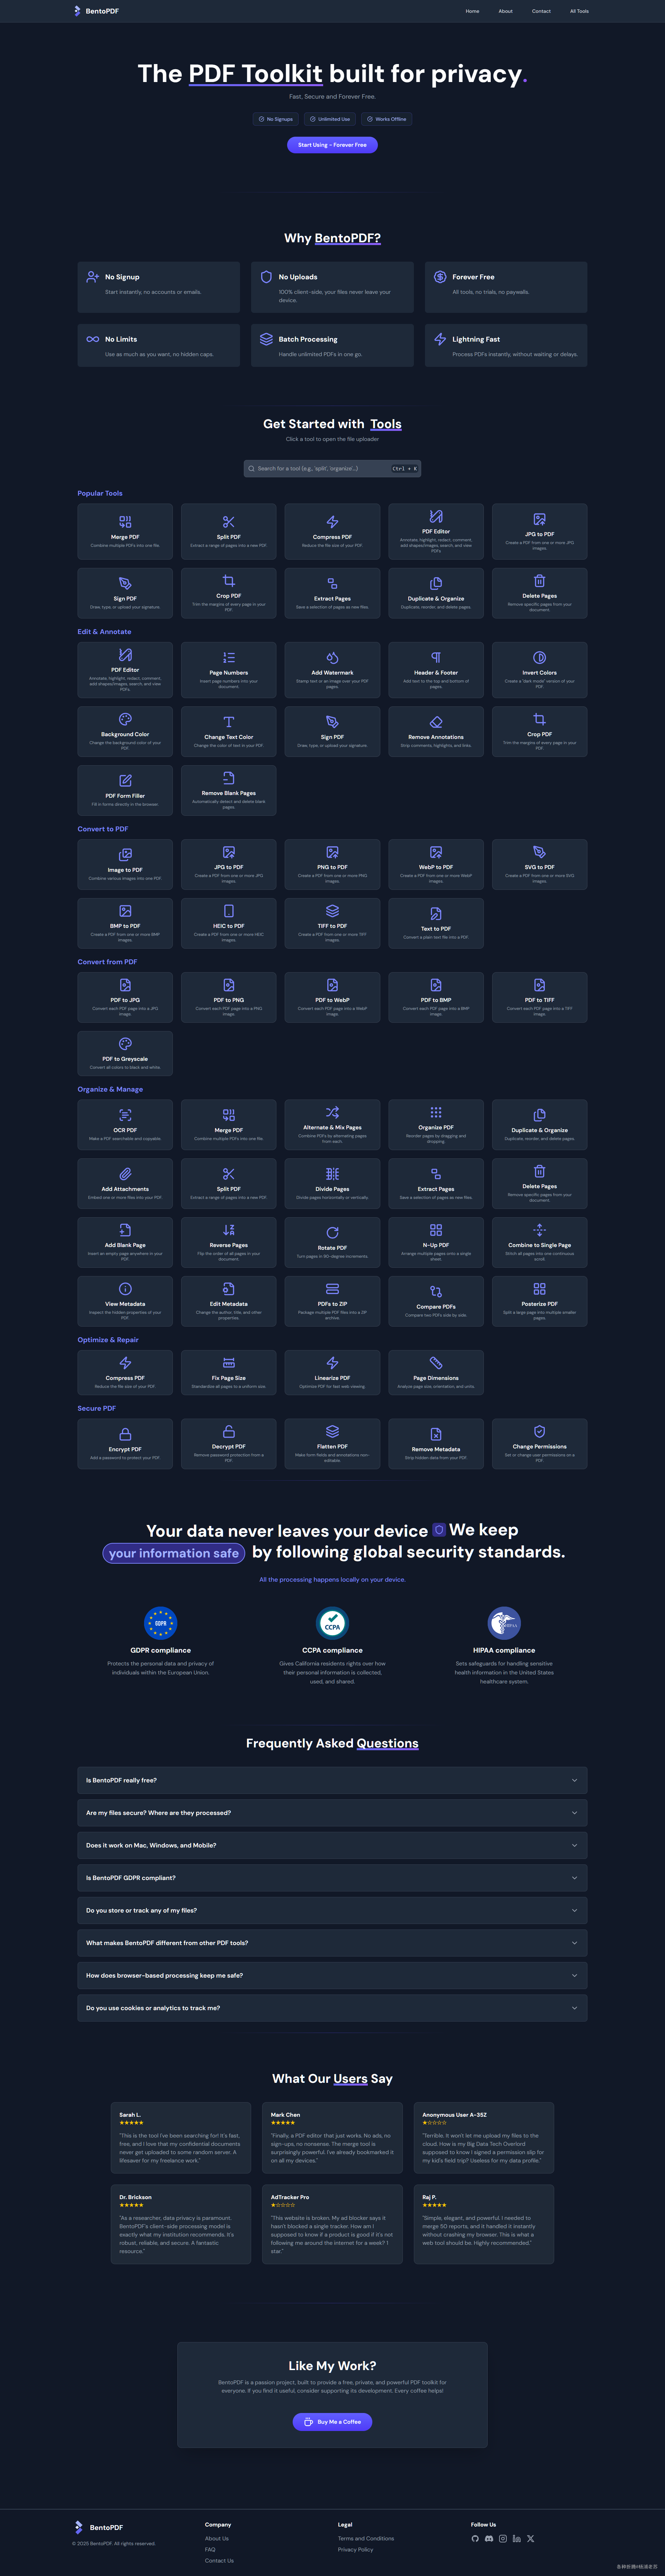 BentoPDF
Home
About
Contact
All Tools
The PDF Toolkit built for privacy.
Fast, Secure and Forever Free.
No Signups
Unlimited Use
Works Offline
Start Using - Forever Free
Why BentoPDF?
No Signup
Start instantly, no accounts or emails.
No Uploads
100% client-side, your files never leave your
device.
Forever Free
All tools, no trials, no paywalls.
No Limits
Use as much as you want, no hidden caps.
Batch Processing
Handle unlimited PDFs in one go.
Lightning Fast
Process PDFs instantly, without waiting or delays.
Get Started with Tools
Click a tool to open the file uploader
Search for a tool (e.g., 'split', 'organize'...)
Ctrl + K
Popular Tools
Merge PDF
Combine multiple PDFs into one file.
Split PDF
Extract a range of pages into a new PDF.
Compress PDF
Reduce the file size of your PDF.
PDF Editor
Annotate, highlight, redact, comment,
add shapes/images, search, and view
PDFs.
JPG to PDF
Create a PDF from one or more JPG
images.
Sign PDF
Draw, type, or upload your signature.
Crop PDF
Trim the margins of every page in your
PDF.
Extract Pages
Save a selection of pages as new files.
Duplicate & Organize
Duplicate, reorder, and delete pages.
Delete Pages
Remove specific pages from your
document.
Edit & Annotate
PDF Editor
Annotate, highlight, redact, comment,
add shapes/images, search, and view
PDFs.
Page Numbers
Insert page numbers into your
document.
Add Watermark
Stamp text or an image over your PDF
pages.
Header & Footer
Add text to the top and bottom of
pages.
Invert Colors
Create a "dark mode" version of your
PDF.
Background Color
Change the background color of your
PDF.
Change Text Color
Change the color of text in your PDF.
Sign PDF
Draw, type, or upload your signature.
Remove Annotations
Strip comments, highlights, and links.
Crop PDF
Trim the margins of every page in your
PDF.
PDF Form Filler
Fill in forms directly in the browser.
Remove Blank Pages
Automatically detect and delete blank
pages.
Convert to PDF
Image to PDF
Combine various images into one PDF.
JPG to PDF
Create a PDF from one or more JPG
images.
PNG to PDF
Create a PDF from one or more PNG
images.
WebP to PDF
Create a PDF from one or more WebP
images.
SVG to PDF
Create a PDF from one or more SVG
images.
BMP to PDF
Create a PDF from one or more BMP
images.
HEIC to PDF
Create a PDF from one or more HEIC
images.
TIFF to PDF
Create a PDF from one or more TIFF
images.
Text to PDF
Convert a plain text file into a PDF.
Convert from PDF
PDF to JPG
Convert each PDF page into a JPG
image.
PDF to PNG
Convert each PDF page into a PNG
image.
PDF to WebP
Convert each PDF page into a WebP
image.
PDF to BMP
Convert each PDF page into a BMP
image.
PDF to TIFF
Convert each PDF page into a TIFF
image.
PDF to Greyscale
Convert all colors to black and white.
Organize & Manage
OCR PDF
Make a PDF searchable and copyable.
Merge PDF
Combine multiple PDFs into one file.
Alternate & Mix Pages
Combine PDFs by alternating pages
from each.
Organize PDF
Reorder pages by dragging and
dropping.
Duplicate & Organize
Duplicate, reorder, and delete pages.
Add Attachments
Embed one or more files into your PDF.
Split PDF
Extract a range of pages into a new PDF.
Divide Pages
Divide pages horizontally or vertically.
Extract Pages
Save a selection of pages as new files.
Delete Pages
Remove specific pages from your
document.
Add Blank Page
Insert an empty page anywhere in your
PDF.
Reverse Pages
Flip the order of all pages in your
document.
Rotate PDF
Turn pages in 90-degree increments.
N-Up PDF
Arrange multiple pages onto a single
sheet.
Combine to Single Page
Stitch all pages into one continuous
scroll.
View Metadata
Inspect the hidden properties of your
PDF.
Edit Metadata
Change the author, title, and other
properties.
PDFs to ZIP
Package multiple PDF files into a ZIP
archive.
Compare PDFs
Compare two PDFs side by side.
Posterize PDF
Split a large page into multiple smaller
pages.
Optimize & Repair
Compress PDF
Reduce the file size of your PDF.
Fix Page Size
Standardize all pages to a uniform size.
Linearize PDF
Optimize PDF for fast web viewing.
Page Dimensions
Analyze page size, orientation, and units.
Secure PDF
Encrypt PDF
Add a password to protect your PDF.
Decrypt PDF
Remove password protection from a
PDF.
Flatten PDF
Make form fields and annotations non-
editable.
Remove Metadata
Strip hidden data from your PDF.
Change Permissions
Set or change user permissions on a
PDF.
Your data never leaves your device We keep
your information safe by following global security standards.
All the processing happens locally on your device.
GDPR
GDPR compliance
Protects the personal data and privacy of
individuals within the European Union.
CCPA
CCPA compliance
Gives California residents rights over how
their personal information is collected,
used, and shared.
HIPAA
HIPAA compliance
Sets safeguards for handling sensitive
health information in the United States
healthcare system.
Frequently Asked Questions
Is BentoPDF really free?
Are my files secure? Where are they processed?
Does it work on Mac, Windows, and Mobile?
Is BentoPDF GDPR compliant?
Do you store or track any of my files?
What makes BentoPDF different from other PDF tools?
How does browser-based processing keep me safe?
Do you use cookies or analytics to track me?
What Our Users Say
Sarah L.
★★★★★
"This is the tool I've been searching for! It's fast,
free, and I love that my confidential documents
never get uploaded to some random server. A
lifesaver for my freelance work."
Mark Chen
★★★★★
"Finally, a PDF editor that just works. No ads, no
sign-ups, no nonsense. The merge tool is
surprisingly powerful. I've already bookmarked it
on all my devices."
Anonymous User A-35Z
★☆☆☆☆
"Terrible. It won't let me upload my files to the
cloud. How is my Big Data Tech Overlord
supposed to know I signed a permission slip for
my kid's field trip? Useless for my data profile."
Dr. Brickson
★★★★★
"As a researcher, data privacy is paramount.
BentoPDF's client-side processing model is
exactly what my institution recommends. It's
robust, reliable, and secure. A fantastic
resource."
AdTracker Pro
★☆☆☆☆
"This website is broken. My ad blocker says it
hasn't blocked a single tracker. How am I
supposed to know if a product is good if it's not
following me around the internet for a week? 1
star."
Raj P.
★★★★★
"Simple, elegant, and powerful. I needed to
merge 50 reports, and it handled it instantly
without crashing my browser. This is what a
web tool should be. Highly recommended."
Like My Work?
BentoPDF is a passion project, built to provide a free, private, and powerful PDF toolkit for
everyone. If you find it useful, consider supporting its development. Every coffee helps!
Buy Me a Coffee
BentoPDF
© 2025 BentoPDF. All rights reserved.
Company
About Us
FAQ
Contact Us
Legal
Terms and Conditions
Privacy Policy
Follow Us